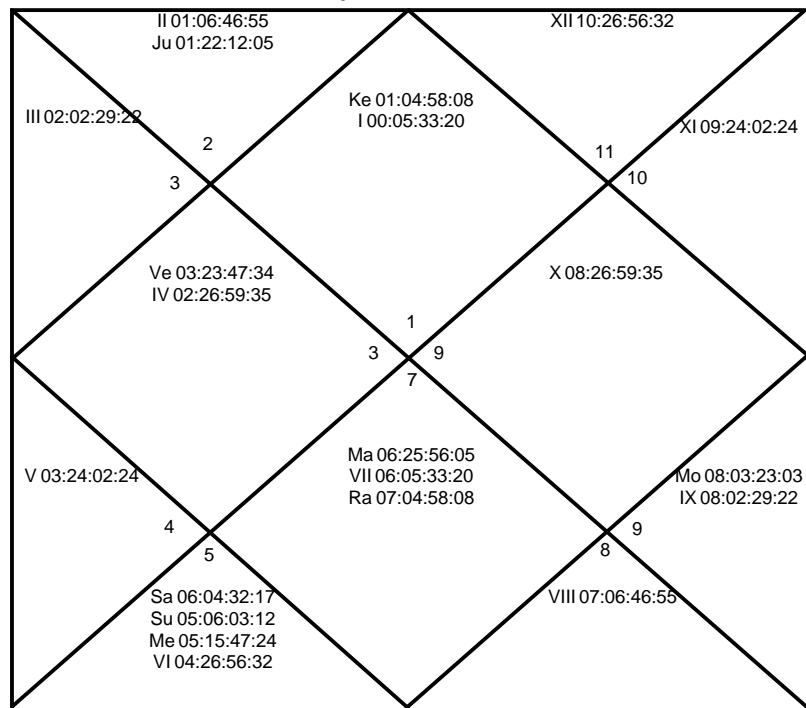 II 01:06:46:55
Ju 01:22:12:05
XII 10:26:56:32
III 02:02:29:22
Ke 01:04:58:08
I 00:05:33:20
XI 09:24:02:24
2
11
3
10
Ve 03:23:47:34
IV 02:26:59:35
X 08:26:59:35
1
3
9
7
V 03:24:02:24
Ma 06:25:56:05
VII 06:05:33:20
Ra 07:04:58:08
Mo 08:03:23:03
IX 08:02:29:22
4
9
5
8
Sa 06:04:32:17
Su 05:06:03:12
Me 05:15:47:24
VI 04:26:56:32
VIII 07:06:46:55